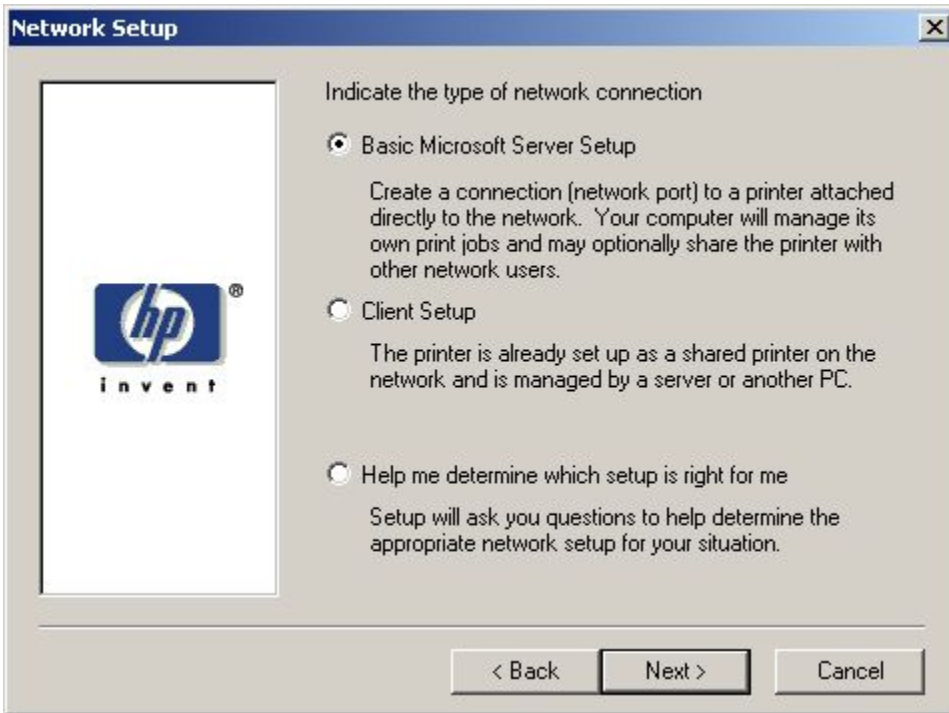 Network Setup
Indicate the type of network connection
Basic Microsoft Server Setup
Create a connection (network port) to a printer attached
directly to the network.  Your computer will manage its
own print jobs and may optionally share the printer with
other network users.
Client Setup
The printer is already set up as a shared printer on the
network and is managed by a server or another PC.
hp ®
invent
Help me determine which setup is right for me
Setup will ask you questions to help determine the
appropriate network setup for your situation.
< Back Next > Cancel